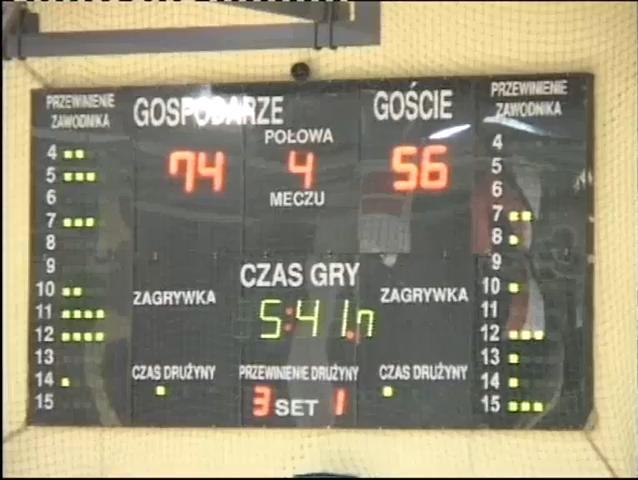 PRZEWINIENIE ZAWODNIKA
GOSPODARZE
GOŚCIE
PRZEWINIENIE ZAWODNIKA
POŁOWA
74 4 56
MECZU
4
5
6
7
8
9
10
11
12
13
14
15
4
5
6
7
8
9
10
11
12
13
14
15
CZAS GRY
ZAGRYWKA
ZAGRYWKA
5:41.
CZAS DRUŻYNY
PRZEWINIENIE DRUŻYNY
CZAS DRUŻYNY
3 SET 1